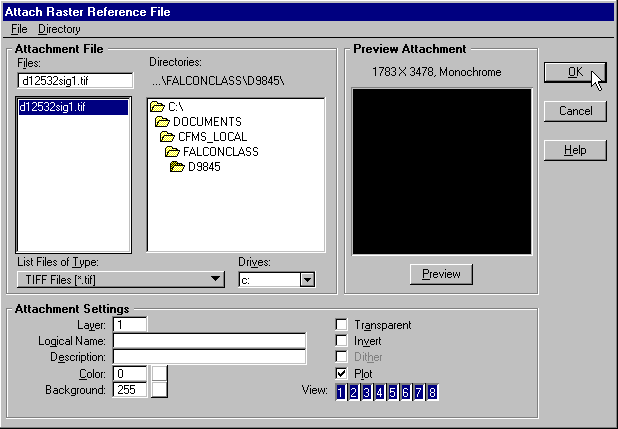 Attach Raster Reference File
File Directory
Attachment File
Files:
d12532sig1.tif
d12532sig1.tif
Directories:
...\FALCONCLASS\D9845\
C:\
DOCUMENTS
CFMS_LOCAL
FALCONCLASS
D9845
List Files of Type:
TIFF Files [*.tif]
Drives:
c:
Preview Attachment
1783 X 3478, Monochrome
Preview
OK
Cancel
Help
Attachment Settings
Layer: 1
Logical Name:
Description:
Color: 0
Background: 255
Transparent
Invert
Dither
Plot
View: 1 2 3 4 5 6 7 8